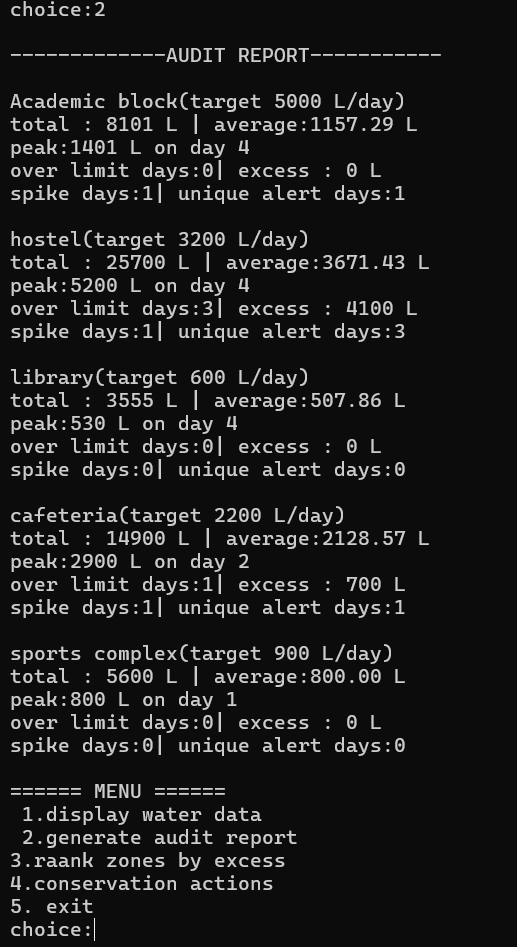 choice:2
-------------AUDIT REPORT-----------
Academic block(target 5000 L/day)
total : 8101 L | average:1157.29 L
peak:1401 L on day 4
over limit days:0| excess : 0 L
spike days:1| unique alert days:1
hostel(target 3200 L/day)
total : 25700 L | average:3671.43 L
peak:5200 L on day 4
over limit days:3| excess : 4100 L
spike days:1| unique alert days:3
library(target 600 L/day)
total : 3555 L | average:507.86 L
peak:530 L on day 4
over limit days:0| excess : 0 L
spike days:0| unique alert days:0
cafeteria(target 2200 L/day)
total : 14900 L | average:2128.57 L
peak:2900 L on day 2
over limit days:1| excess : 700 L
spike days:1| unique alert days:1
sports complex(target 900 L/day)
total : 5600 L | average:800.00 L
peak:800 L on day 1
over limit days:0| excess : 0 L
spike days:0| unique alert days:0
====== MENU ======
 1.display water data
 2.generate audit report
3.raank zones by excess
4.conservation actions
5. exit
choice: